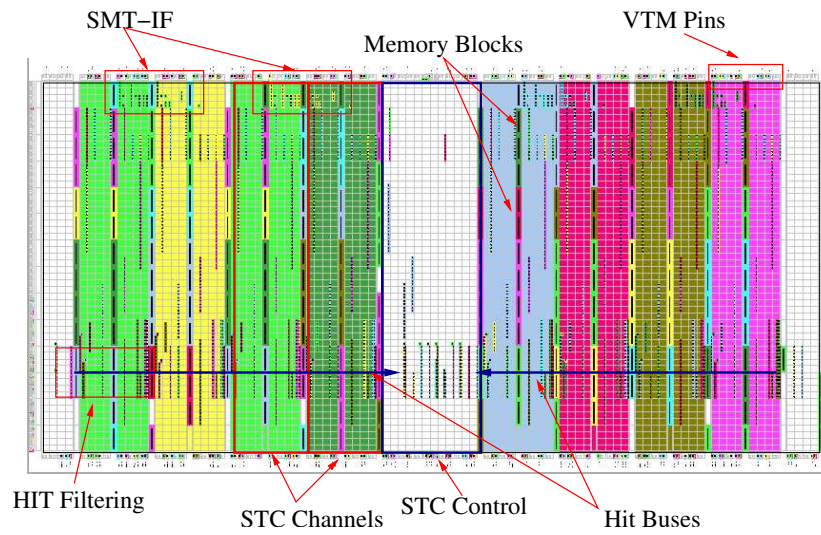 SMT−IF
VTM Pins
Memory Blocks
HIT Filtering
STC Channels
STC Control
Hit Buses